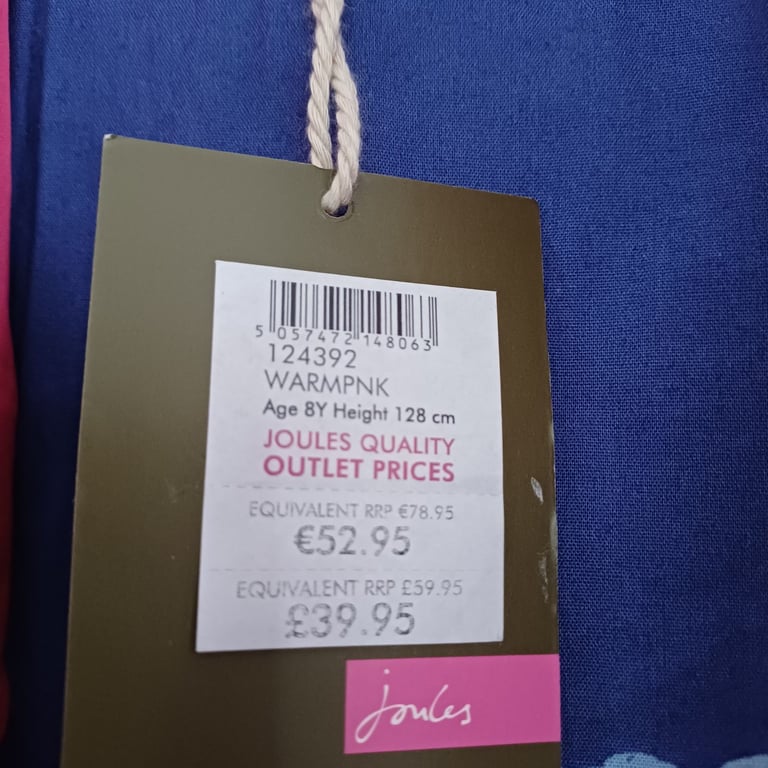 5 057472 148063
124392
WARMPNK
Age 8Y Height 128 cm
JOULES QUALITY
OUTLET PRICES
EQUIVALENT RRP €78.95
€52.95
EQUIVALENT RRP £59.95
£39.95
joules